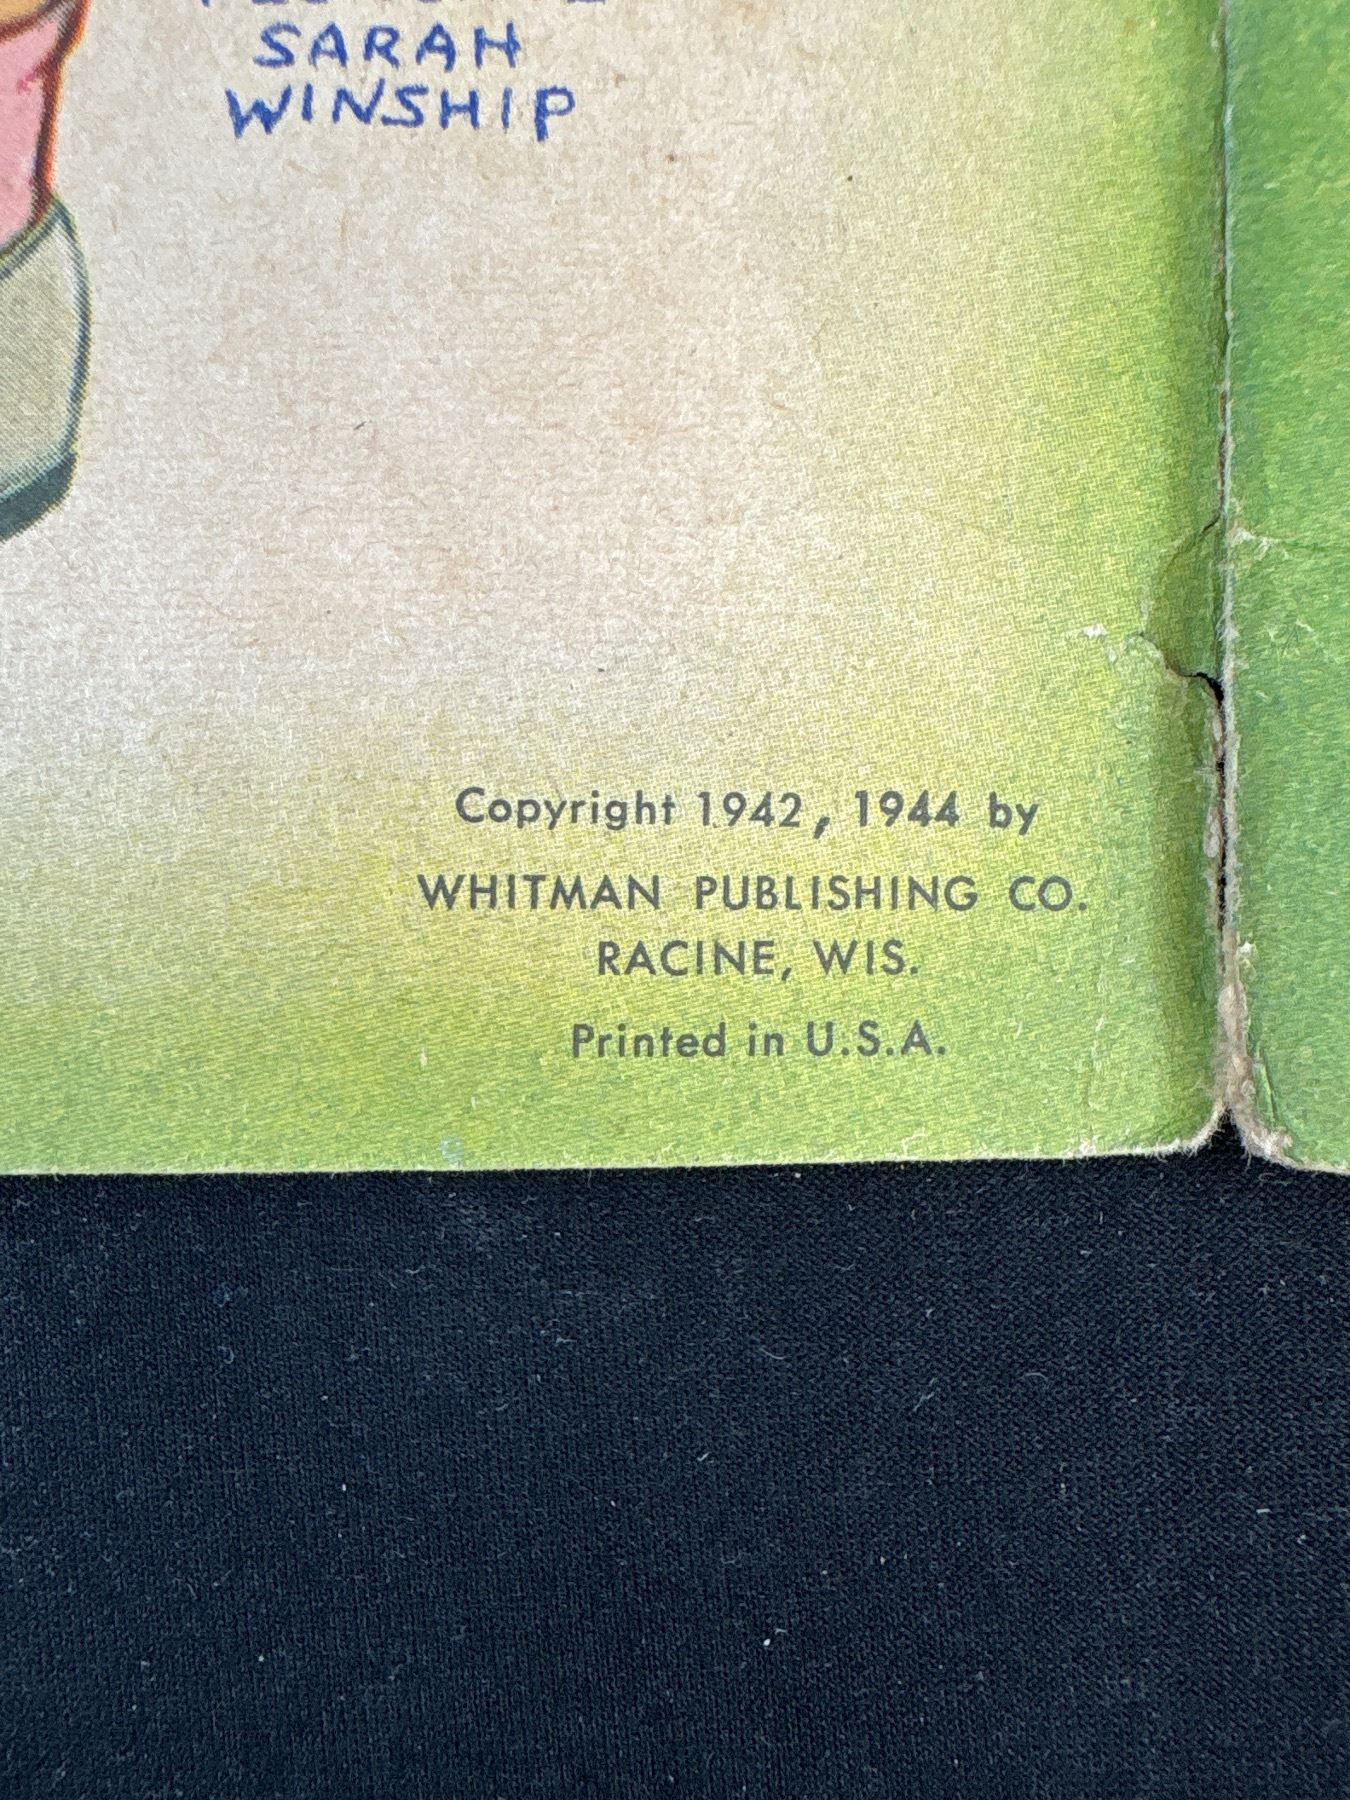 SARAH
WINSHIP
Copyright 1942, 1944 by
WHITMAN PUBLISHING CO.
RACINE, WIS.
Printed in U.S.A.